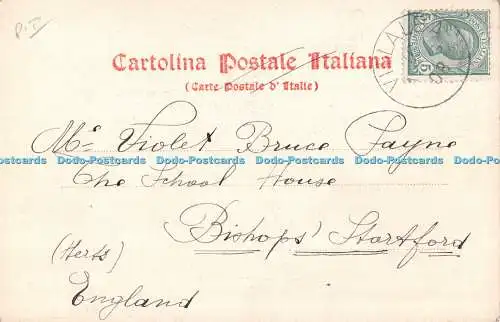 P.I
Cartolina Postale Italiana
(Carte Postale d'Italie)
VILLA
Ms Violet Bruce Payne
Dodo-Postcards Dodo-Postcards Dodo-Postcards Dodo-Postcards Dodo-Postcards Dodo-Postcards
The School House
Bishops' Stortford
(Herts)
England